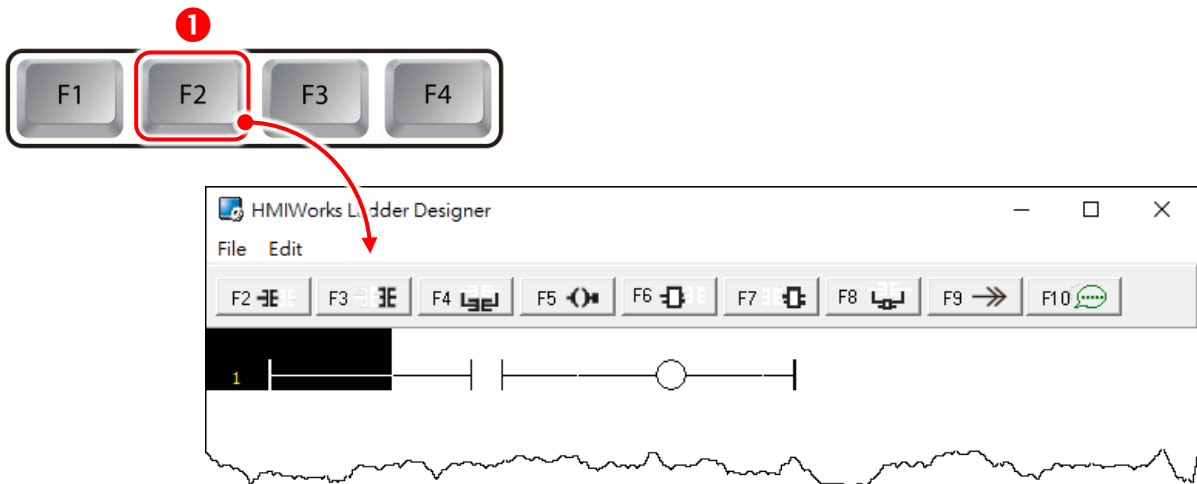 1
F1 F2 F3 F4
HMIWorks Ladder Designer
File Edit
F2 F3 F4 F5 F6 F7 F8 F9 F10
1